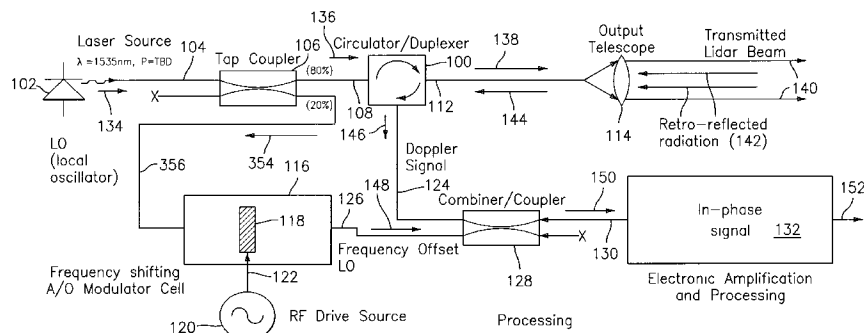 Laser Source
λ =1535nm, P=TBD
104
Tap Coupler
106
136
Circulator/Duplexer
100
138
Output
Telescope
Transmitted
Lidar Beam
102
134
X
(80%)
(20%)
108
112
144
140
114
Retro-reflected
radiation (142)
LO
(local
oscillator)
356
354
146
Doppler
Signal
124
116
118
126
148
Combiner/Coupler
150
152
In-phase
signal
132
Frequency Offset
LO
X
128
130
Frequency shifting
A/O Modulator Cell
122
Electronic Amplification
and Processing
120
RF Drive Source
Processing